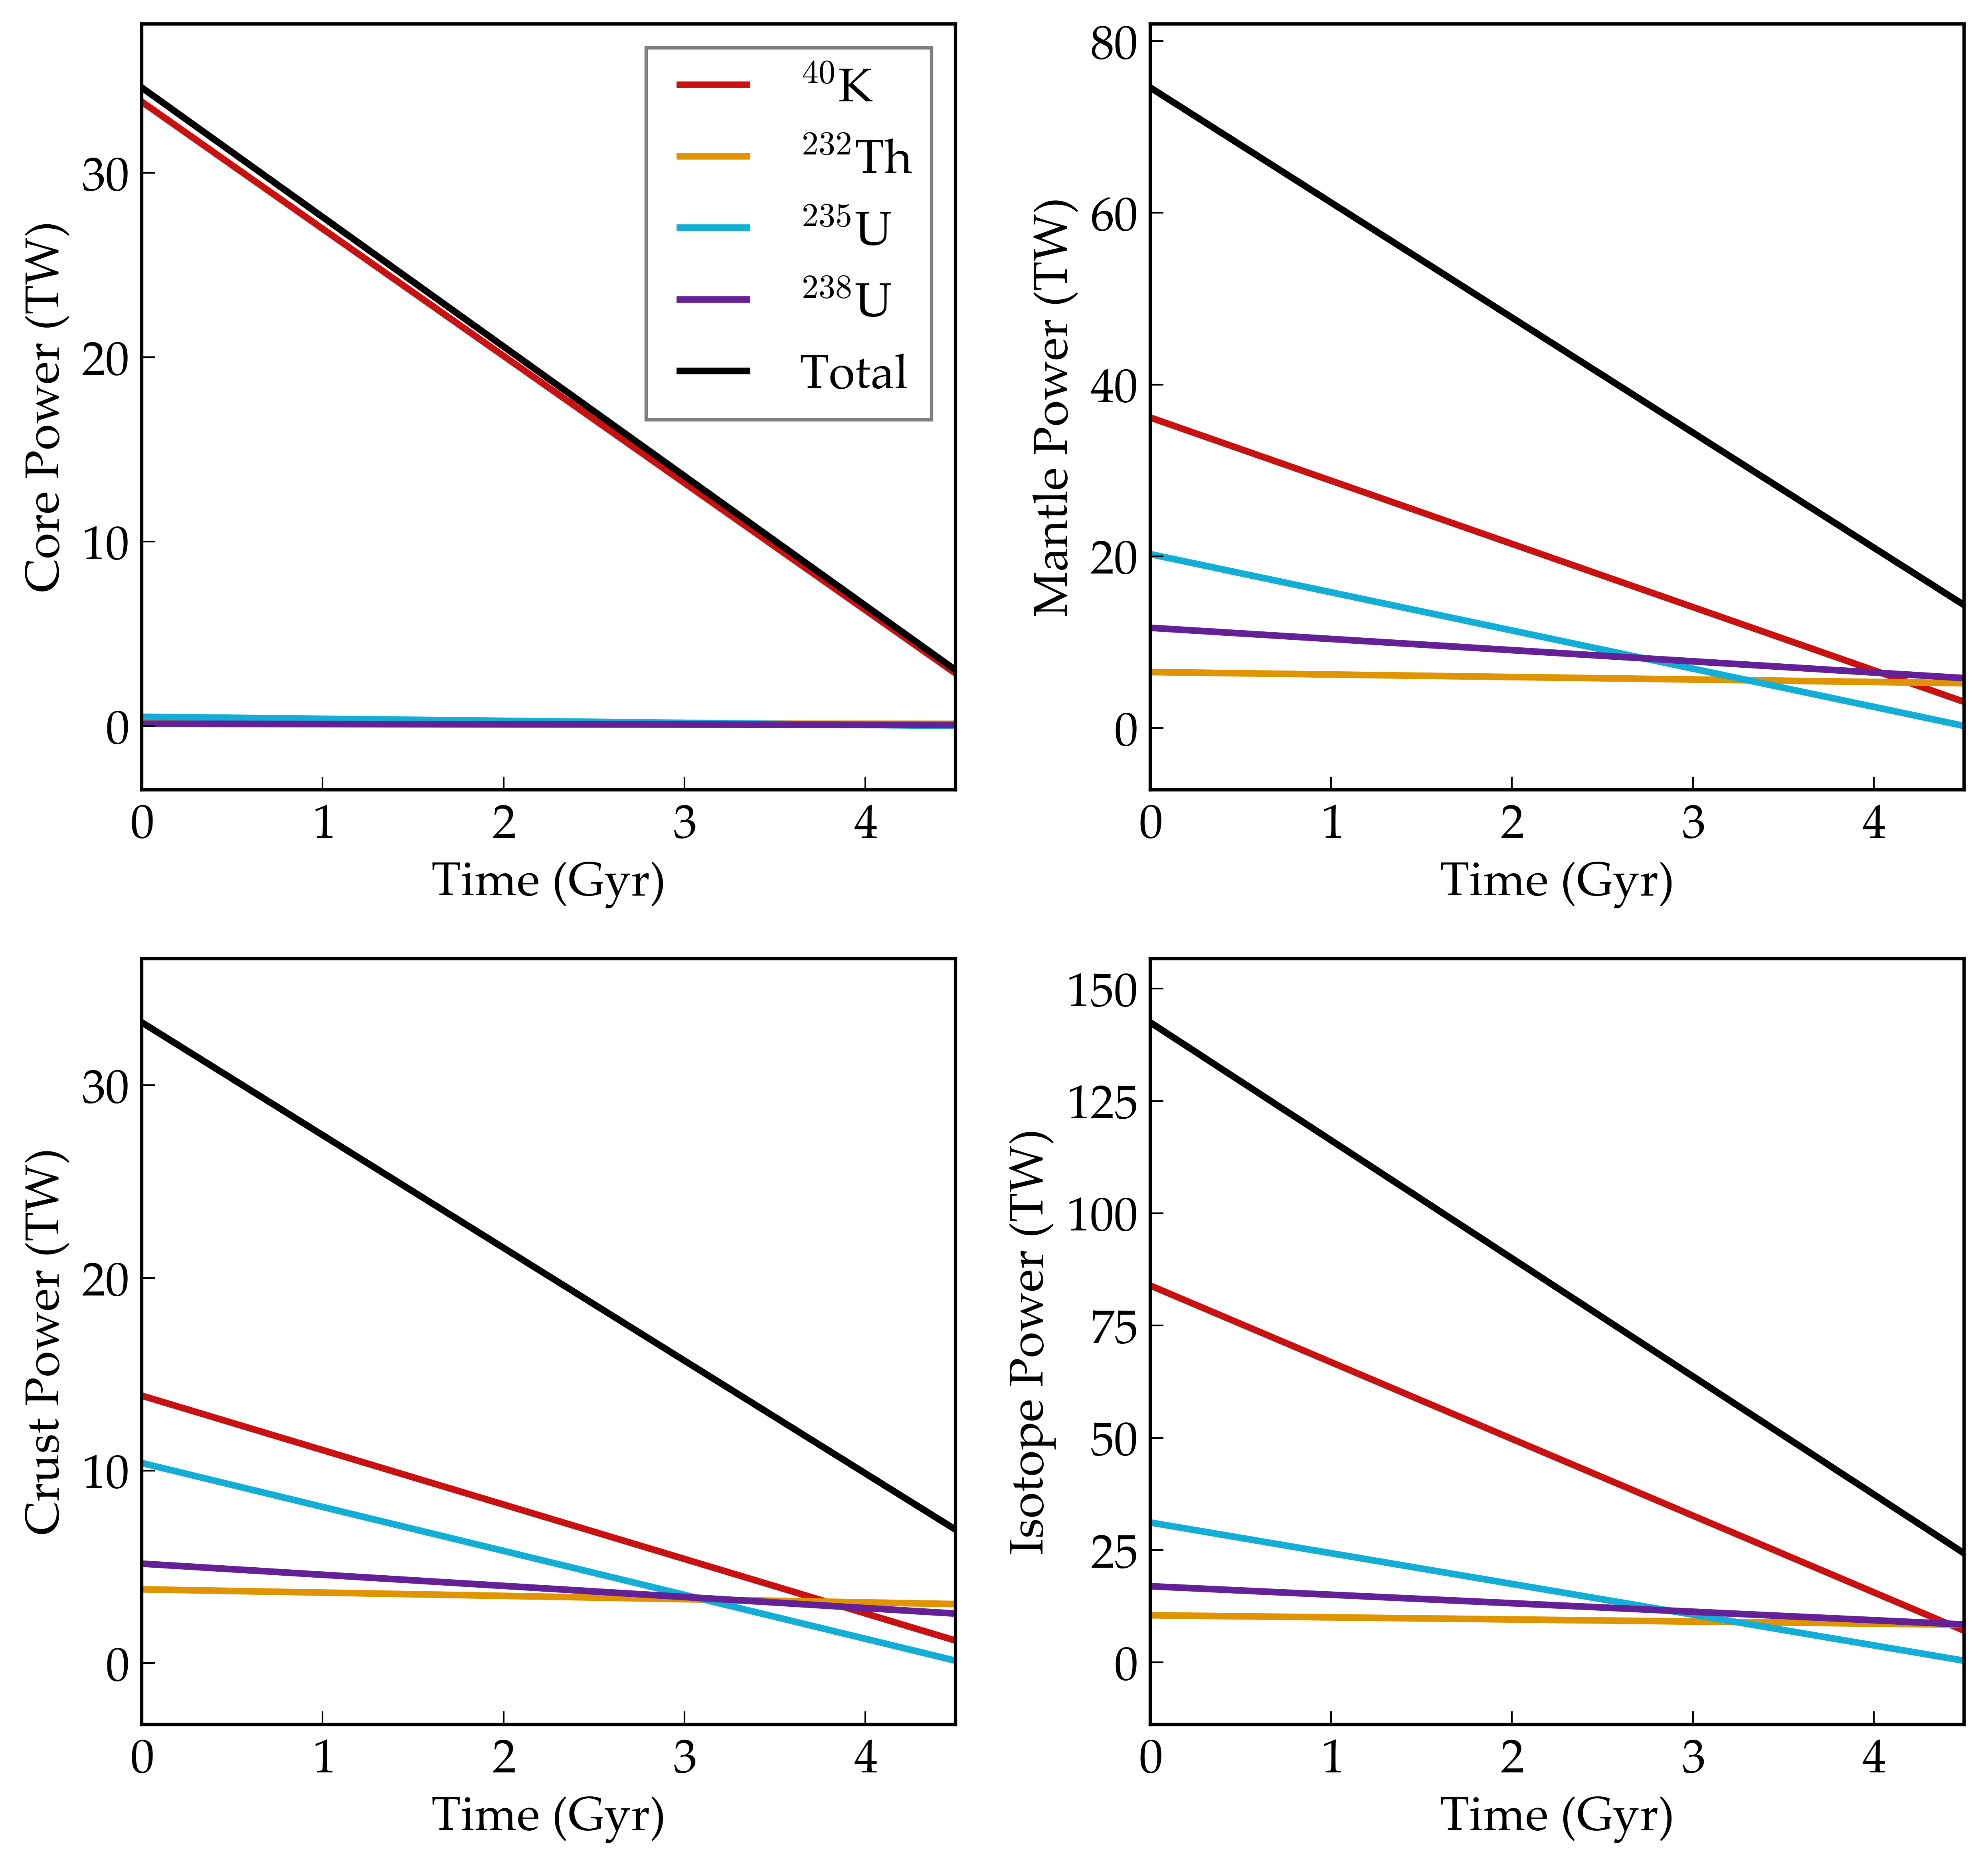 Core Power (TW)
30
20
10
0
0 1 2 3 4
Time (Gyr)
⁴⁰K
²³²Th
²³⁵U
²³⁸U
Total
Mantle Power (TW)
80
60
40
20
0
0 1 2 3 4
Time (Gyr)
Crust Power (TW)
30
20
10
0
0 1 2 3 4
Time (Gyr)
Isotope Power (TW)
150
125
100
75
50
25
0
0 1 2 3 4
Time (Gyr)